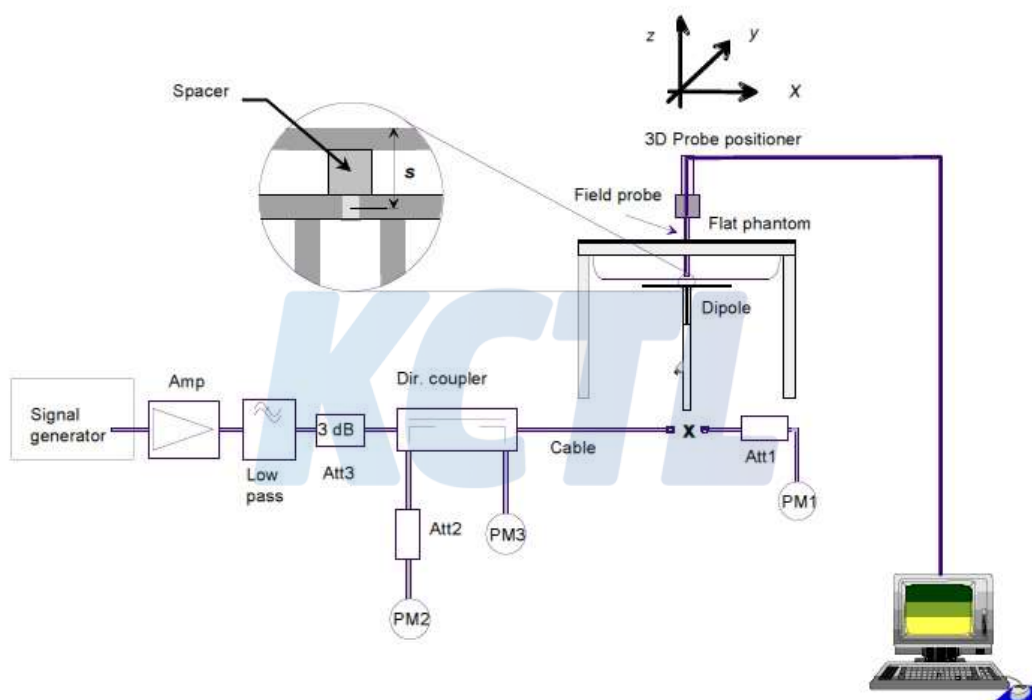 z
y
x
Spacer
s
3D Probe positioner
Field probe
Flat phantom
Dipole
KCTL
Signal
generator
Amp
Low
pass
3 dB
Att3
Dir. coupler
Cable
X
Att1
PM1
Att2
PM3
PM2